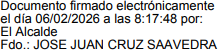 Documento firmado electrónicamente
el día 06/02/2026 a las 8:17:48 por:
El Alcalde
Fdo.: JOSE JUAN CRUZ SAAVEDRA